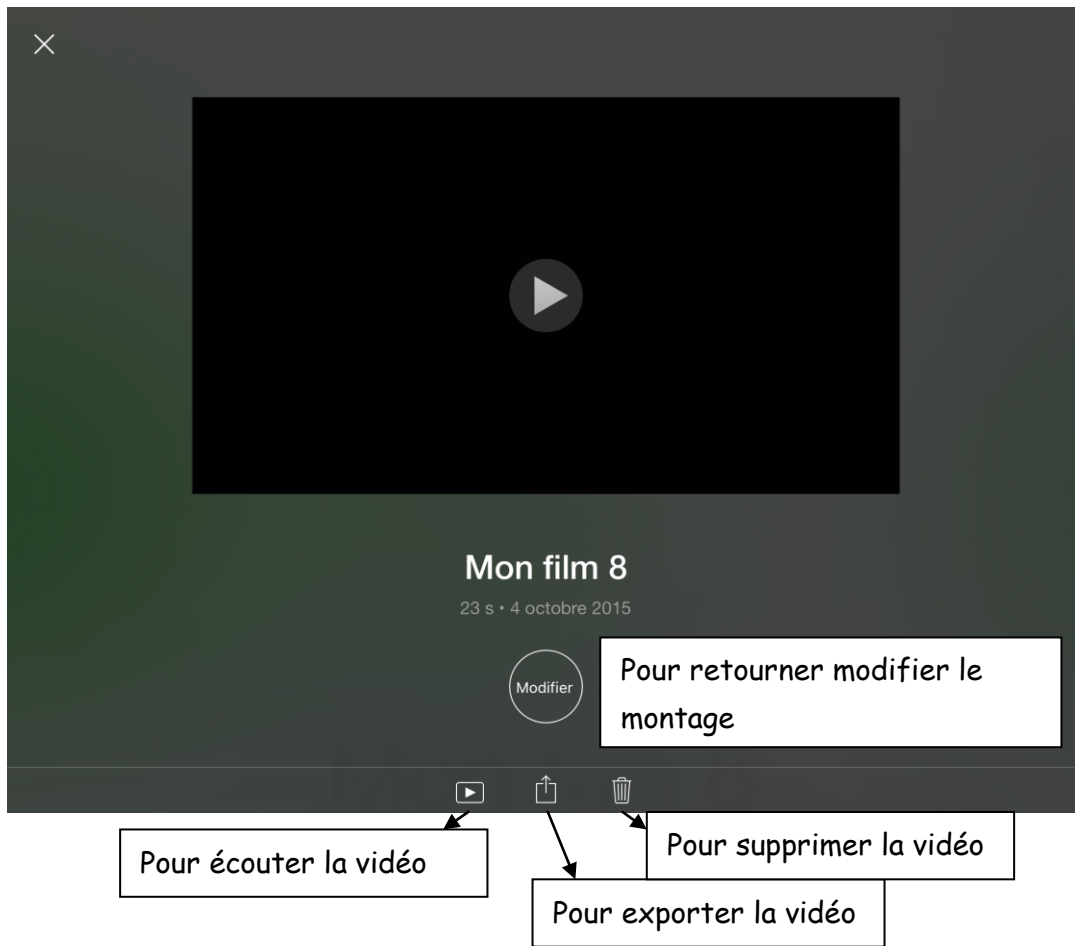 Mon film 8
23 s • 4 octobre 2015
Modifier
Pour retourner modifier le
montage
Pour écouter la vidéo
Pour supprimer la vidéo
Pour exporter la vidéo